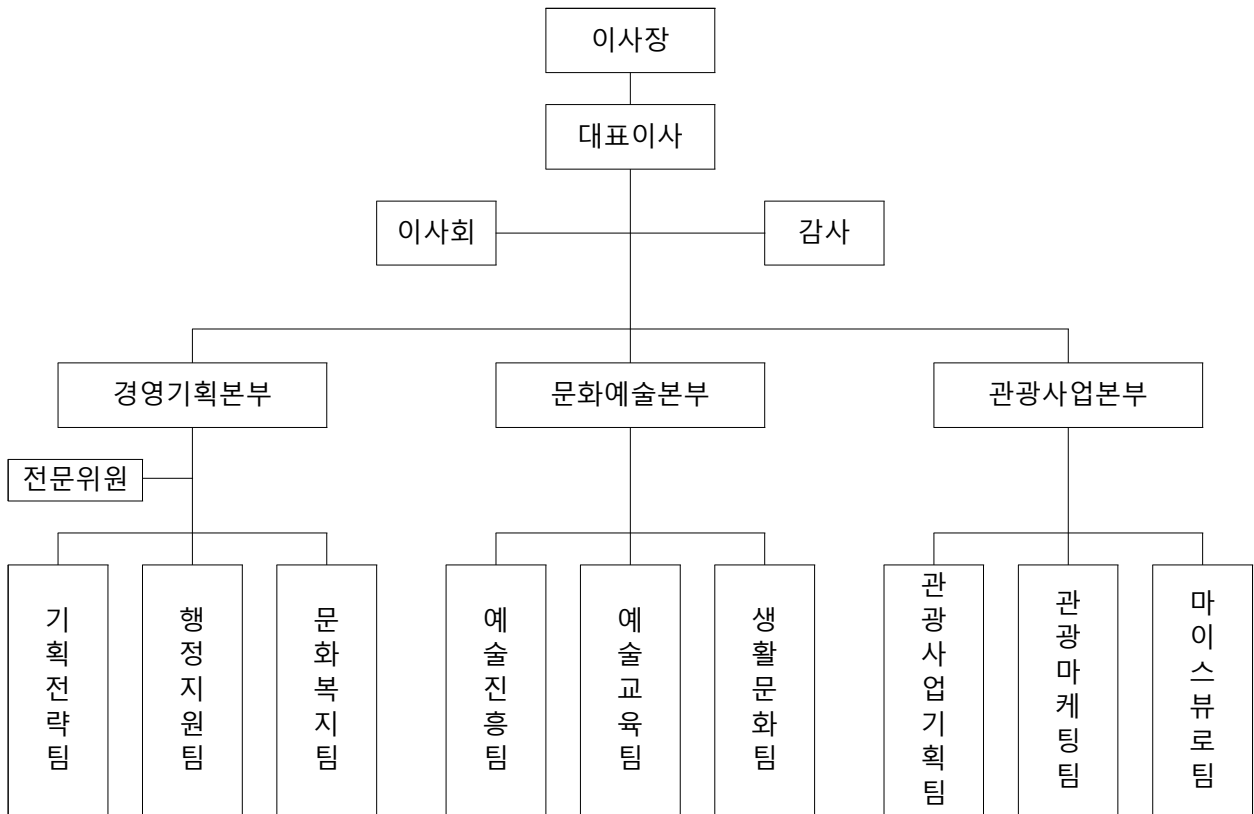 이사장
대표이사
이사회
감사
경영기획본부
문화예술본부
관광사업본부
전문위원
기획전략팀
행정지원팀
문화복지팀
예술진흥팀
예술교육팀
생활문화팀
관광사업기획팀
관광마케팅팀
마이스뷰로팀